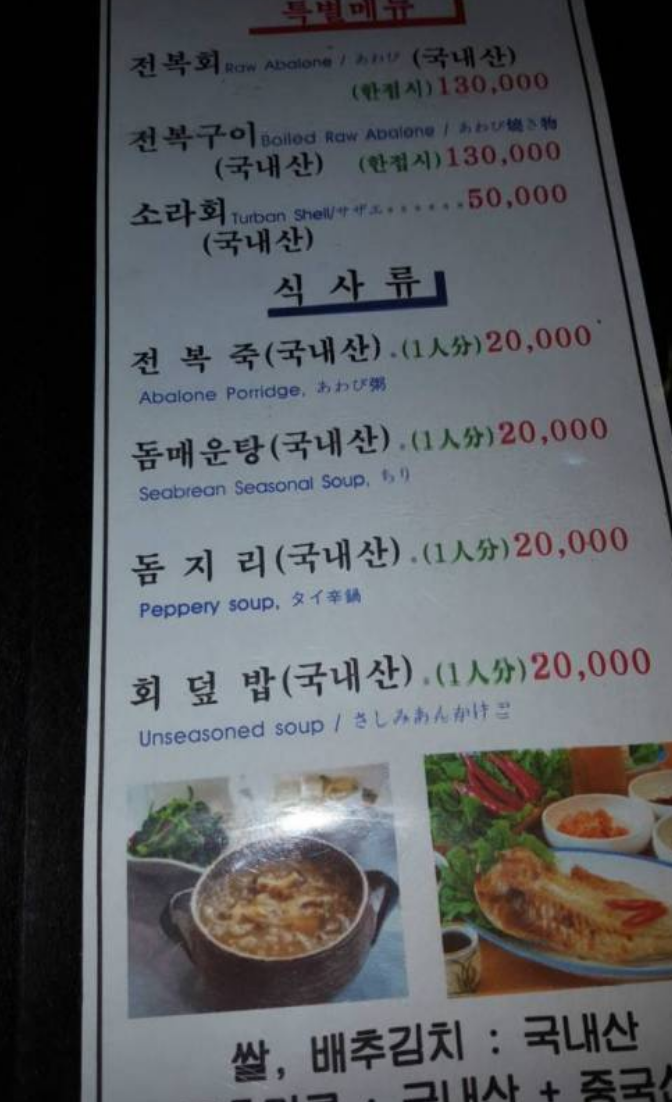 특별메뉴
전복회 Raw Abalone / あわび (국내산)
(한접시)130,000
전복구이 Boiled Raw Abalone / あわび燒き物
(국내산) (한접시)130,000
소라회 Turban Shell/サザエ.......50,000
(국내산)
식 사 류
전 복 죽(국내산).(1人分)20,000
Abalone Porridge, あわび粥
돔매운탕(국내산).(1人分)20,000
Seabrean Seasonal Soup, ちり
돔 지 리(국내산).(1人分)20,000
Peppery soup, タイ辛鍋
회 덮 밥(국내산).(1人分)20,000
Unseasoned soup / さしみあんかけ
쌀, 배추김치 : 국내산
: 국내산 + 중국산